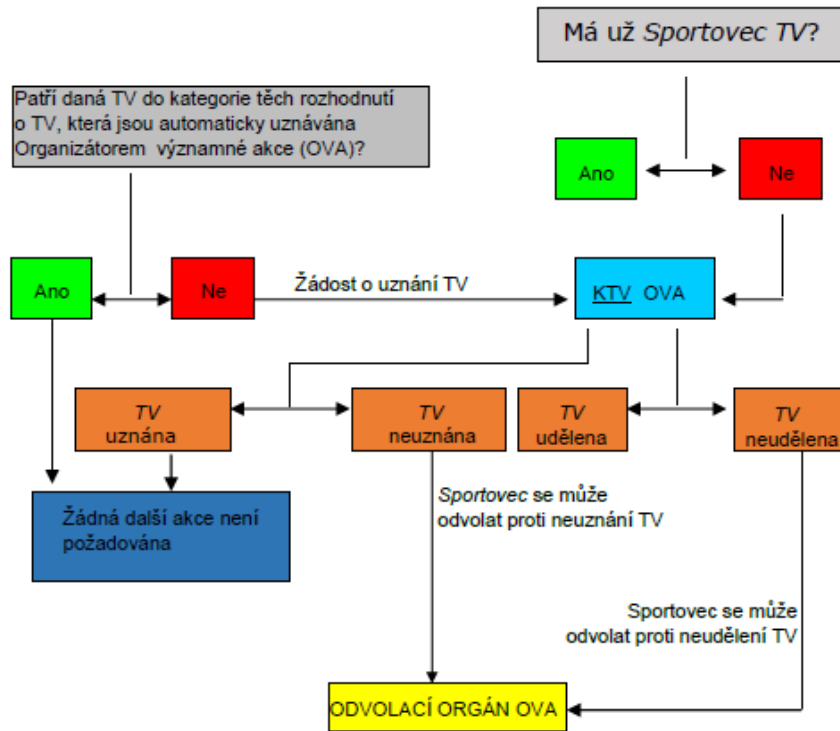 Má už Sportovec TV?
Patří daná TV do kategorie těch rozhodnutí
o TV, která jsou automaticky uznávána
Organizátorem významné akce (OVA)?
Ano
Ne
Ano
Ne
Žádost o uznání TV
KTV OVA
TV
uznána
TV
neuznána
TV
udělena
TV
neudělena
Žádná další akce není
požadována
Sportovec se může
odvolat proti neuznání TV
Sportovec se může
odvolat proti neudělení TV
ODVOLACÍ ORGÁN OVA